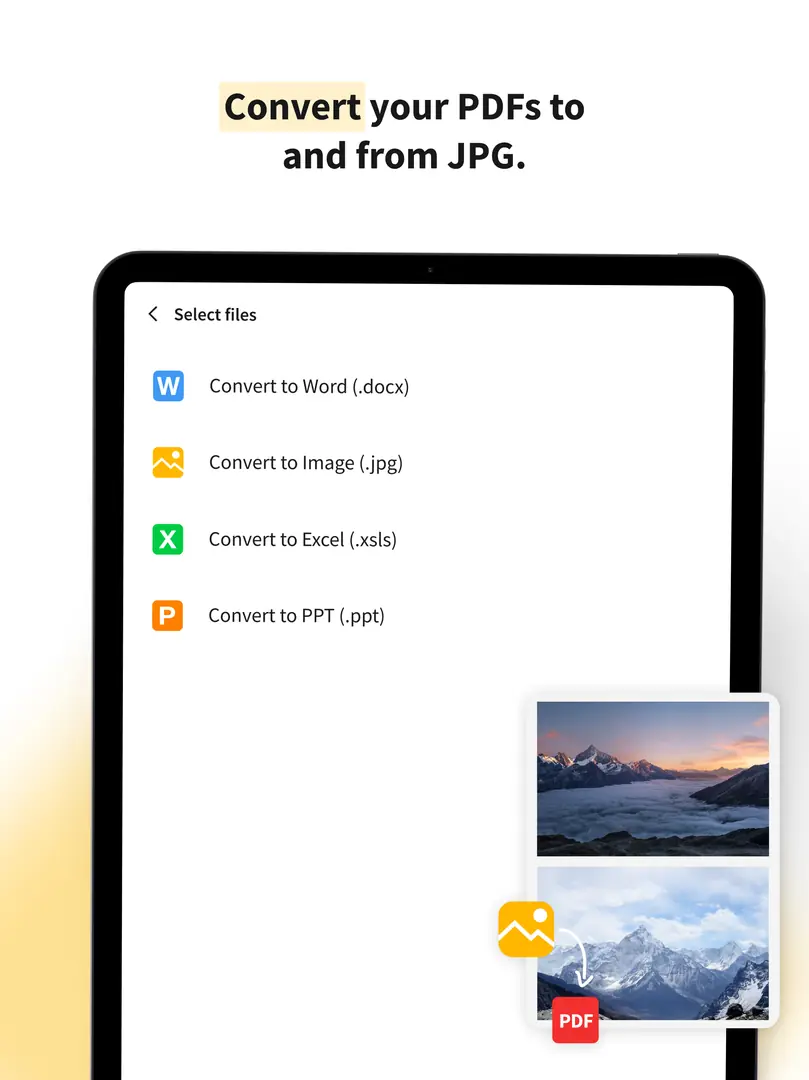 Convert your PDFs to
and from JPG.
Select files
W Convert to Word (.docx)
Convert to Image (.jpg)
X Convert to Excel (.xsls)
P Convert to PPT (.ppt)
PDF